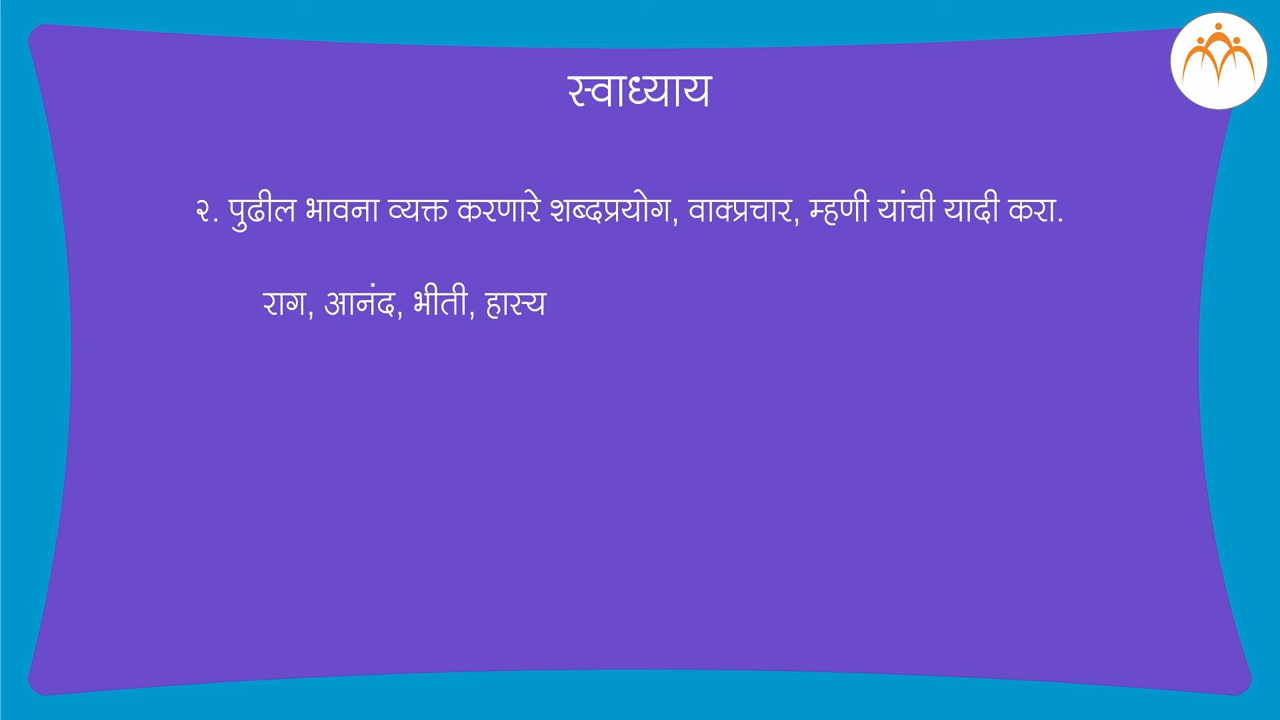 स्वाध्याय
२. पुढील भावना व्यक्त करणारे शब्दप्रयोग, वाक्प्रचार, म्हणी यांची यादी करा.
राग, आनंद, भीती, हास्य